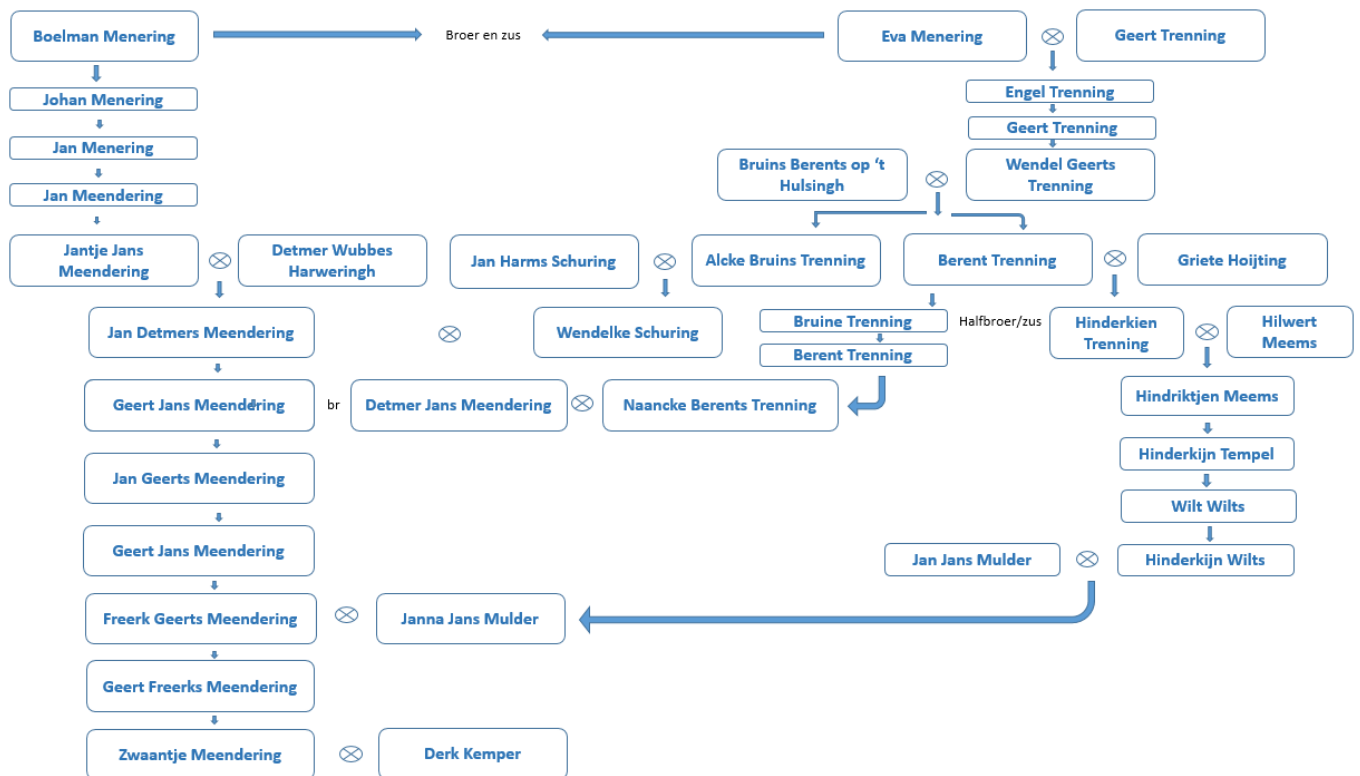 Boelman Menering
Broer en zus
Eva Menering
Geert Trenning
Johan Menering
Engel Trenning
Jan Menering
Geert Trenning
Jan Meendering
Bruins Berents op ‘t
Hulsingh
Wendel Geerts
Trenning
Jantje Jans
Meendering
Detmer Wubbes
Harweringh
Jan Harms Schuring
Alcke Bruins Trenning
Berent Trenning
Griete Hoijting
Jan Detmers Meendering
Wendelke Schuring
Bruine Trenning
Halfbroer/zus
Hinderkien
Trenning
Hilwert
Meems
Berent Trenning
Geert Jans Meendering
br
Detmer Jans Meendering
Naancke Berents Trenning
Hindriktjen Meems
Jan Geerts Meendering
Hinderkijn Tempel
Wilt Wilts
Geert Jans Meendering
Jan Jans Mulder
Hinderkijn Wilts
Freerk Geerts Meendering
Janna Jans Mulder
Geert Freerks Meendering
Zwaantje Meendering
Derk Kemper